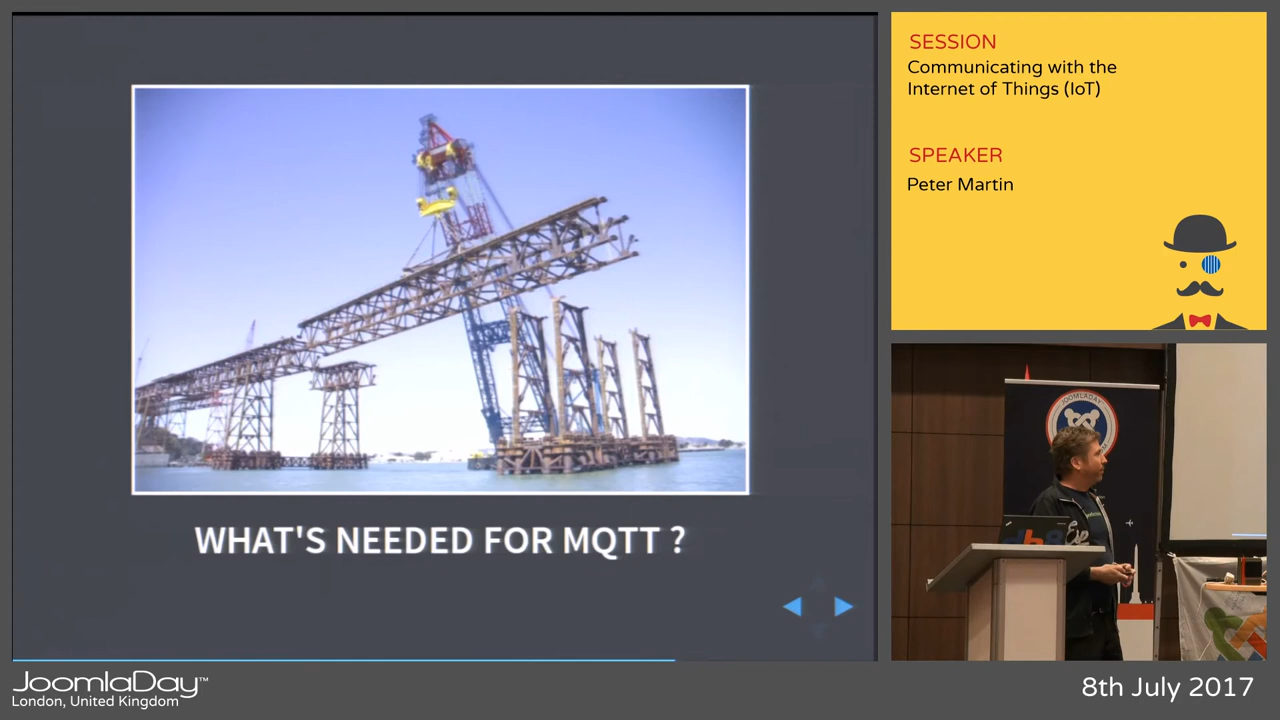 WHAT'S NEEDED FOR MQTT ?
SESSION
Communicating with the
Internet of Things (IoT)
SPEAKER
Peter Martin
JOOMLADAY
JoomlaDay™
London, United Kingdom
8th July 2017